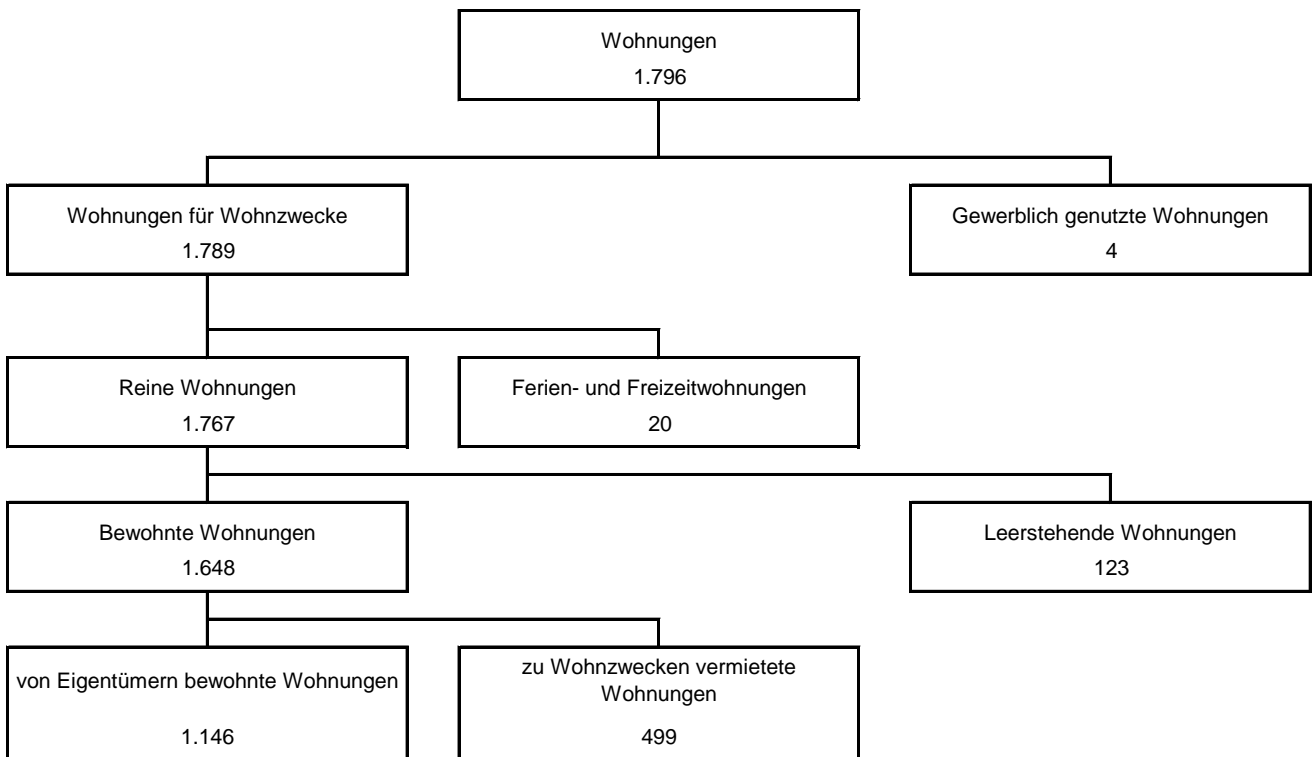 Wohnungen
1.796
Wohnungen für Wohnzwecke
1.789
Gewerblich genutzte Wohnungen
4
Reine Wohnungen
1.767
Ferien- und Freizeitwohnungen
20
Bewohnte Wohnungen
1.648
Leerstehende Wohnungen
123
von Eigentümern bewohnte Wohnungen
1.146
zu Wohnzwecken vermietete
Wohnungen
499